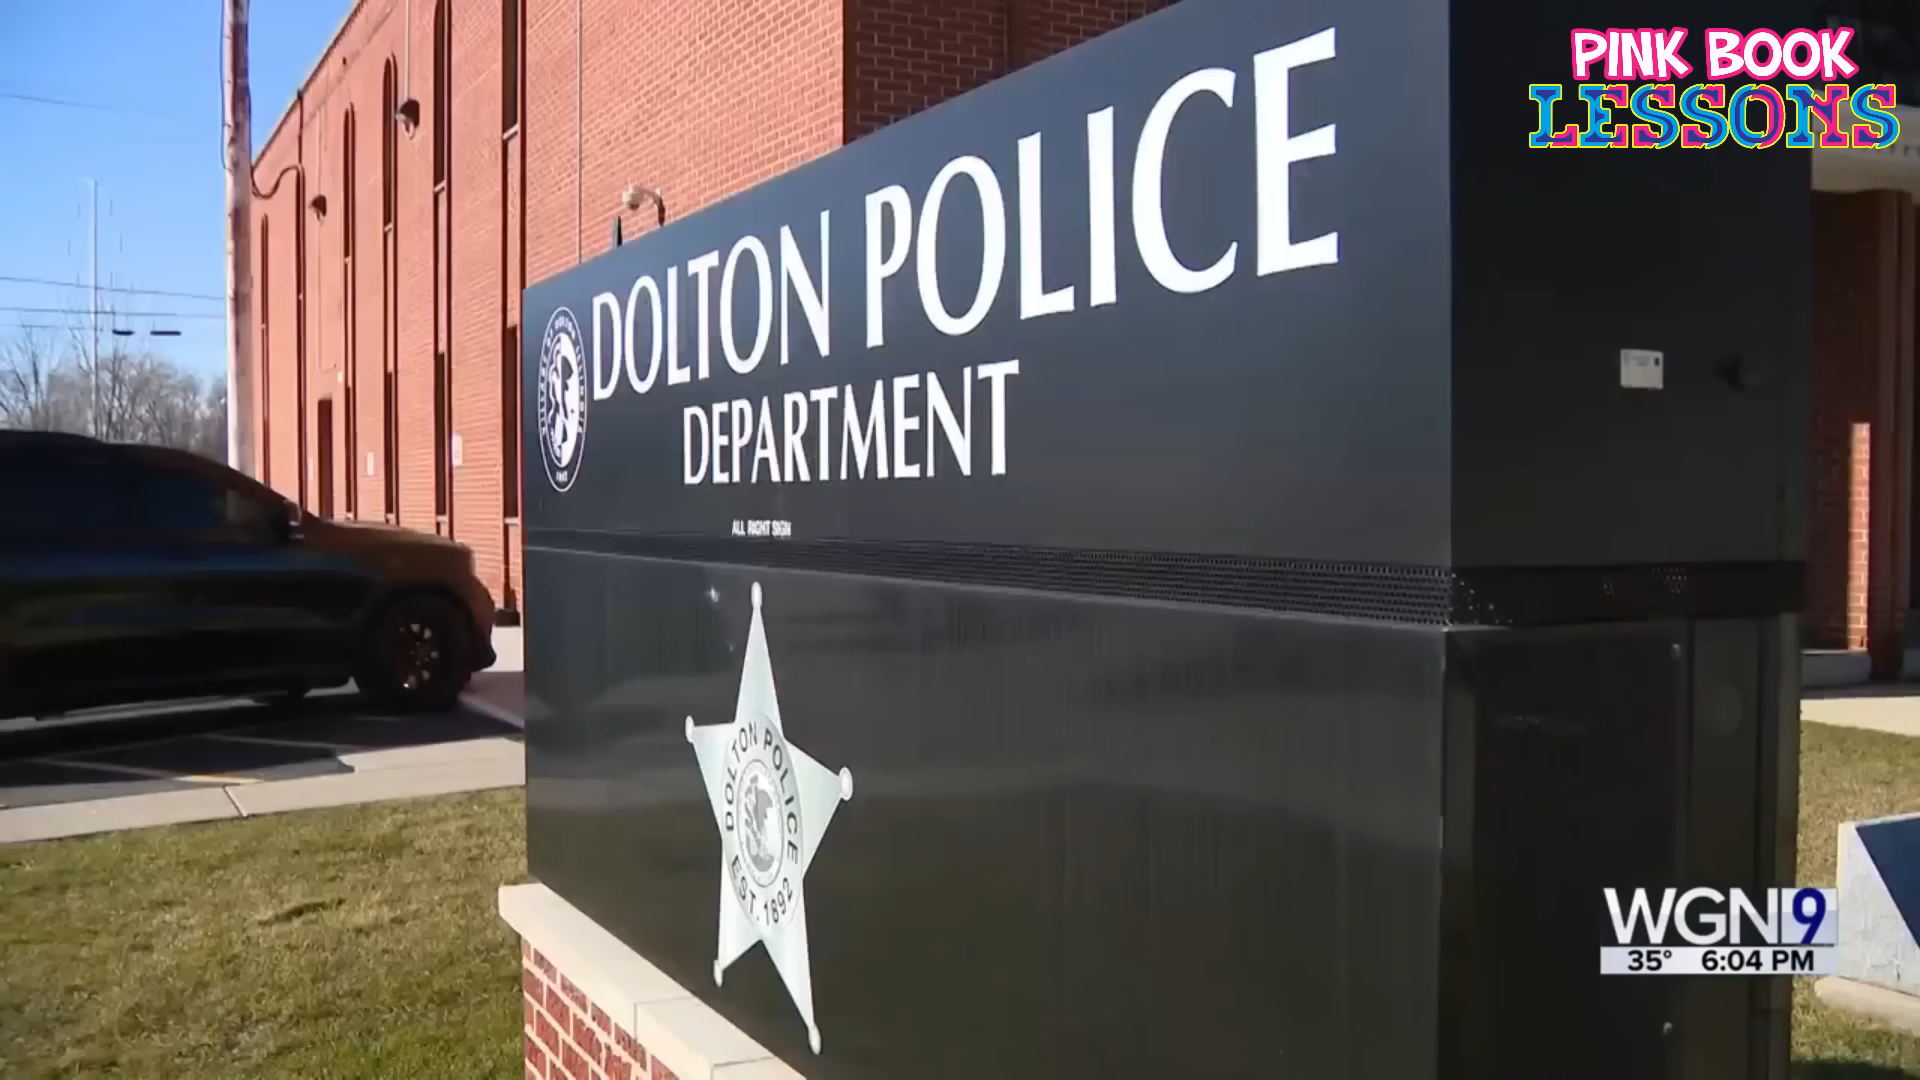 PINK BOOK
LESSONS
DOLTON POLICE
DEPARTMENT
ALL RIGHT SIGN
DOLTON POLICE
EST. 1892
WGN9
35° 6:04 PM